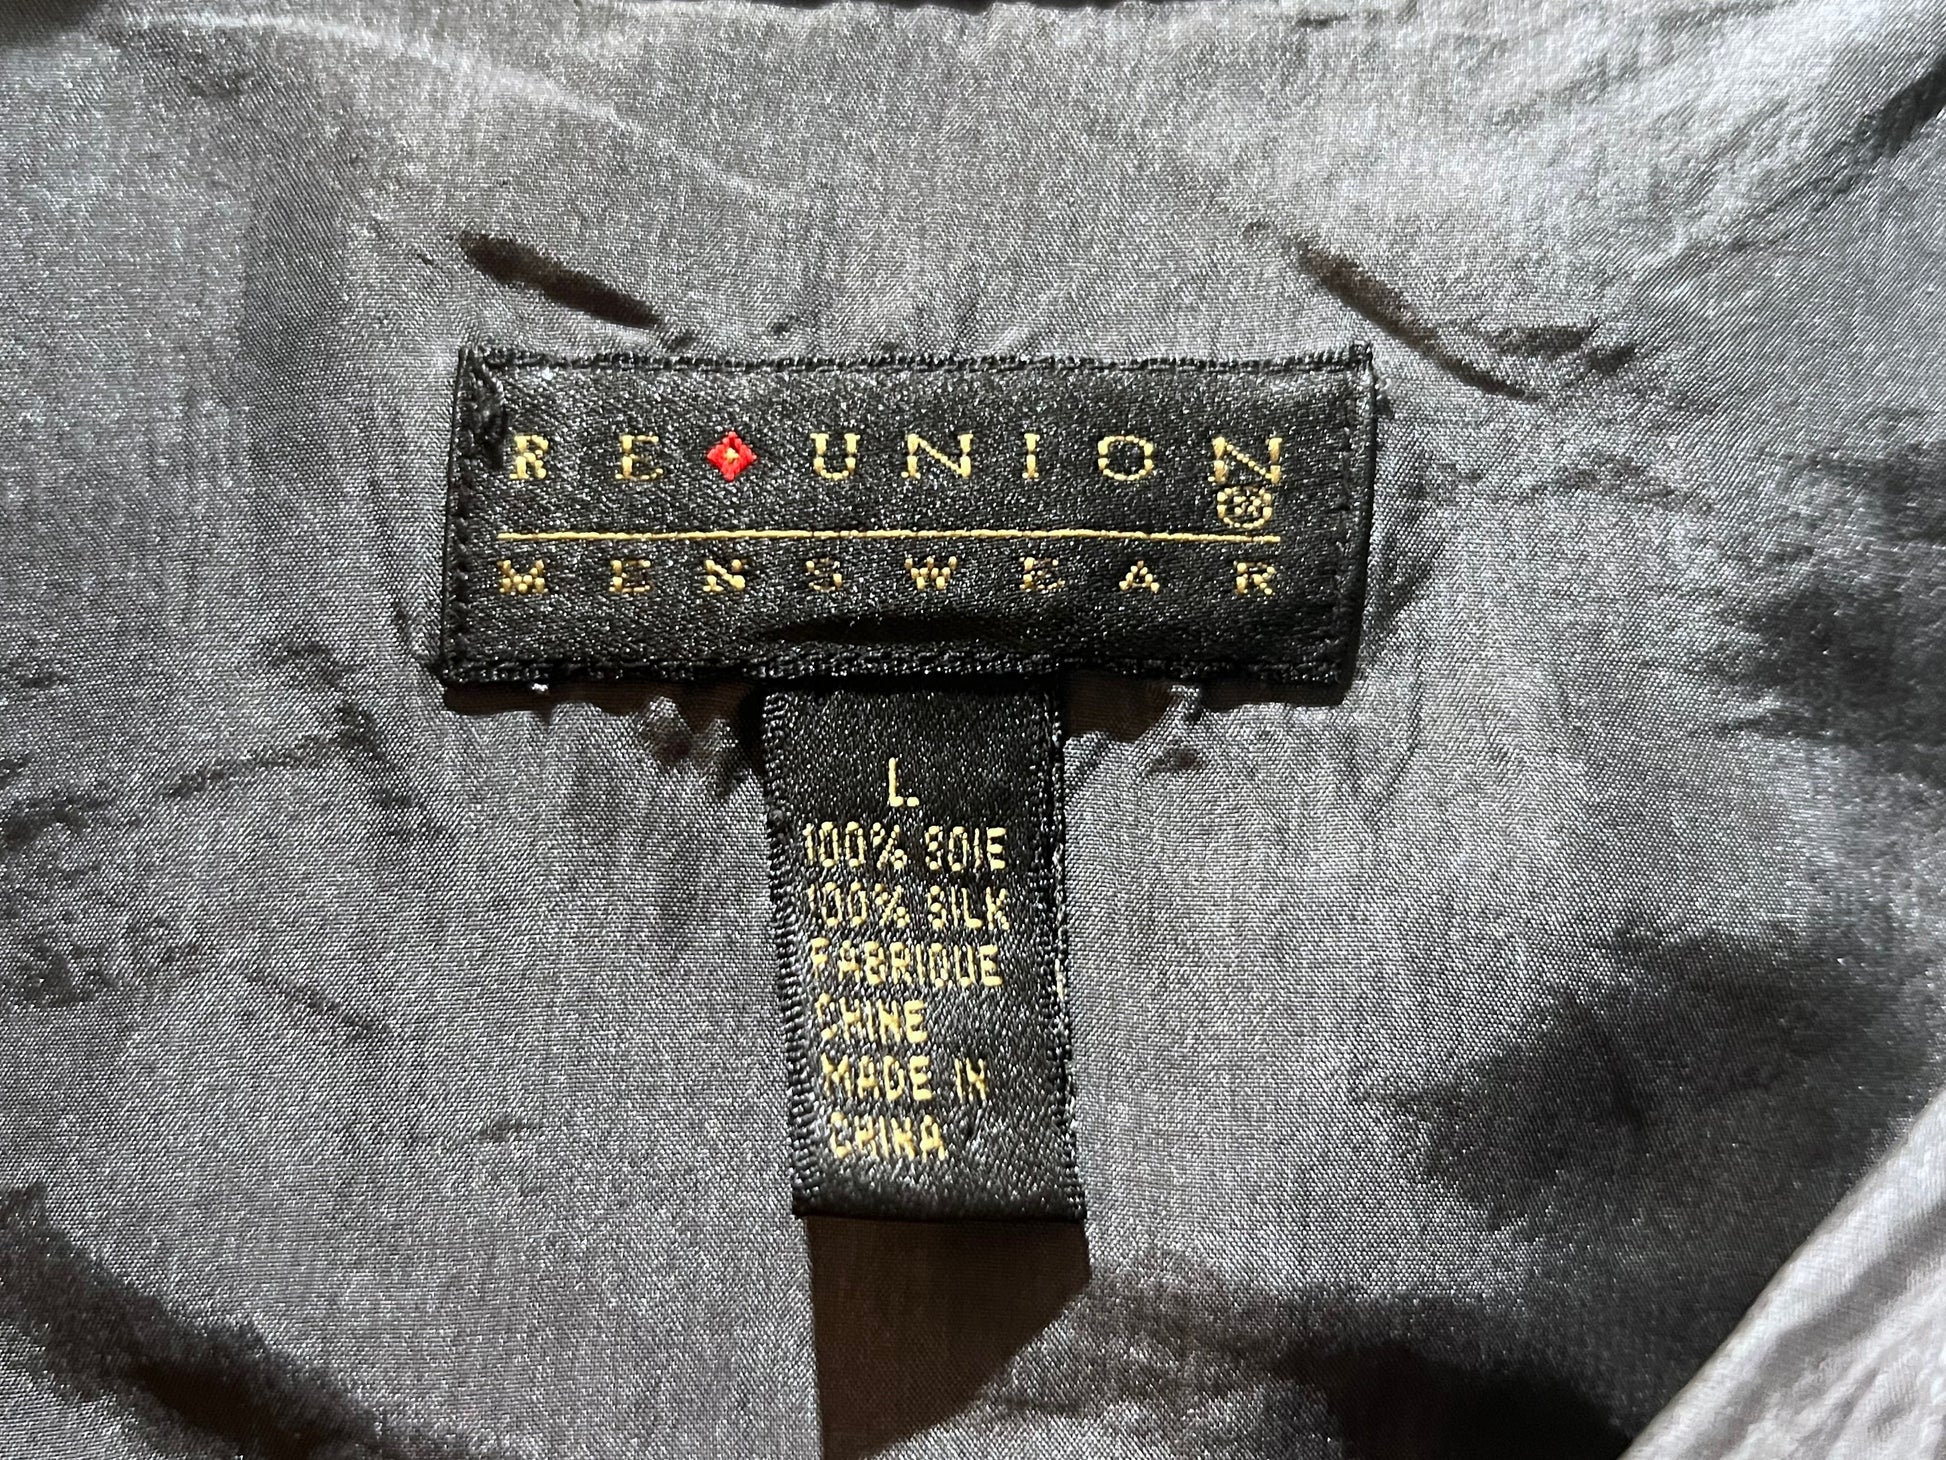 RE UNION
MENSWEAR
L
100% SOIE
100% SILK
FABRIQUE
CHINE
MADE IN
CHINA